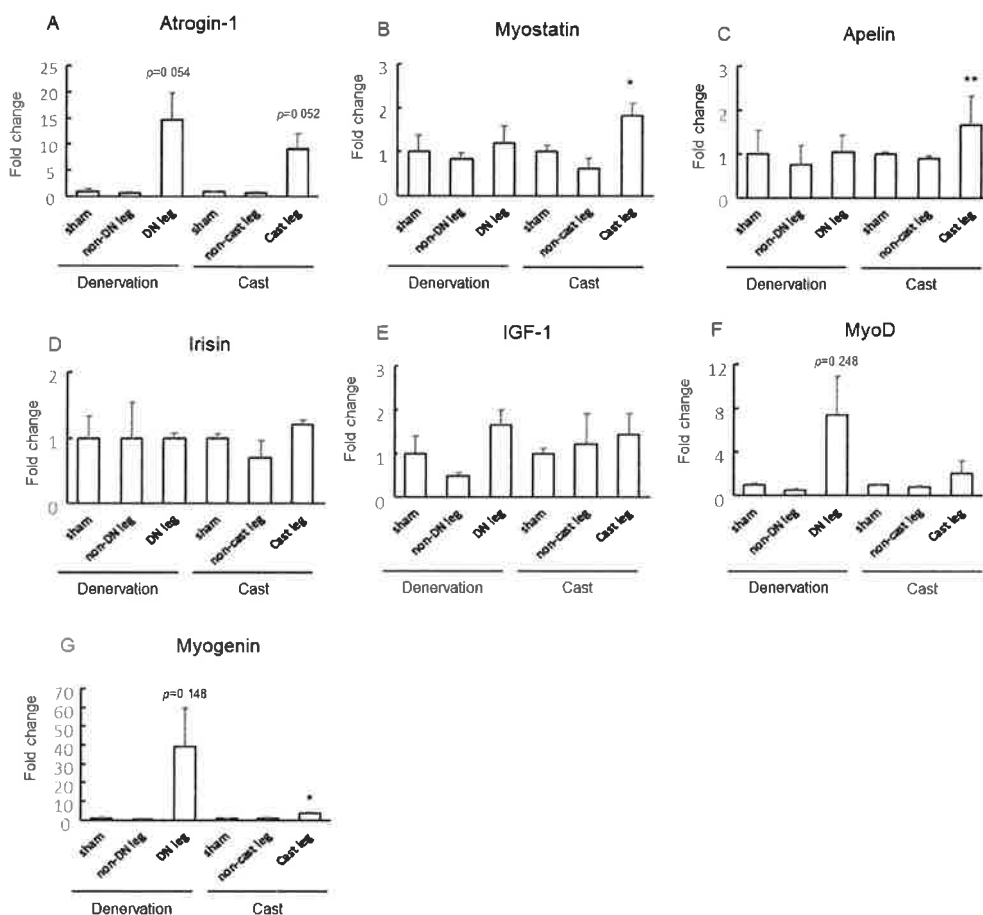 A
Atrogin-1
Fold change
25
20
15
10
5
0
p=0 054
p=0 052
sham
non-DN leg
DN leg
sham
non-cast leg
Cast leg
Denervation
Cast
B
Myostatin
Fold change
3
2
1
0
*
sham
non-DN leg
DN leg
sham
non-cast leg
Cast leg
Denervation
Cast
C
Apelin
Fold change
3
2
1
0
**
sham
non-DN leg
DN leg
sham
non-cast leg
Cast leg
Denervation
Cast
D
Irisin
Fold change
2
1
0
sham
non-DN leg
DN leg
sham
non-cast leg
Cast leg
Denervation
Cast
E
IGF-1
Fold change
3
2
1
0
sham
non-DN leg
DN leg
sham
non-cast leg
Cast leg
Denervation
Cast
F
MyoD
Fold change
12
8
4
0
p=0 248
sham
non-DN leg
DN leg
sham
non-cast leg
Cast leg
Denervation
Cast
G
Myogenin
Fold change
70
60
50
40
30
20
10
0
p=0 148
*
sham
non-DN leg
DN leg
sham
non-cast leg
Cast leg
Denervation
Cast